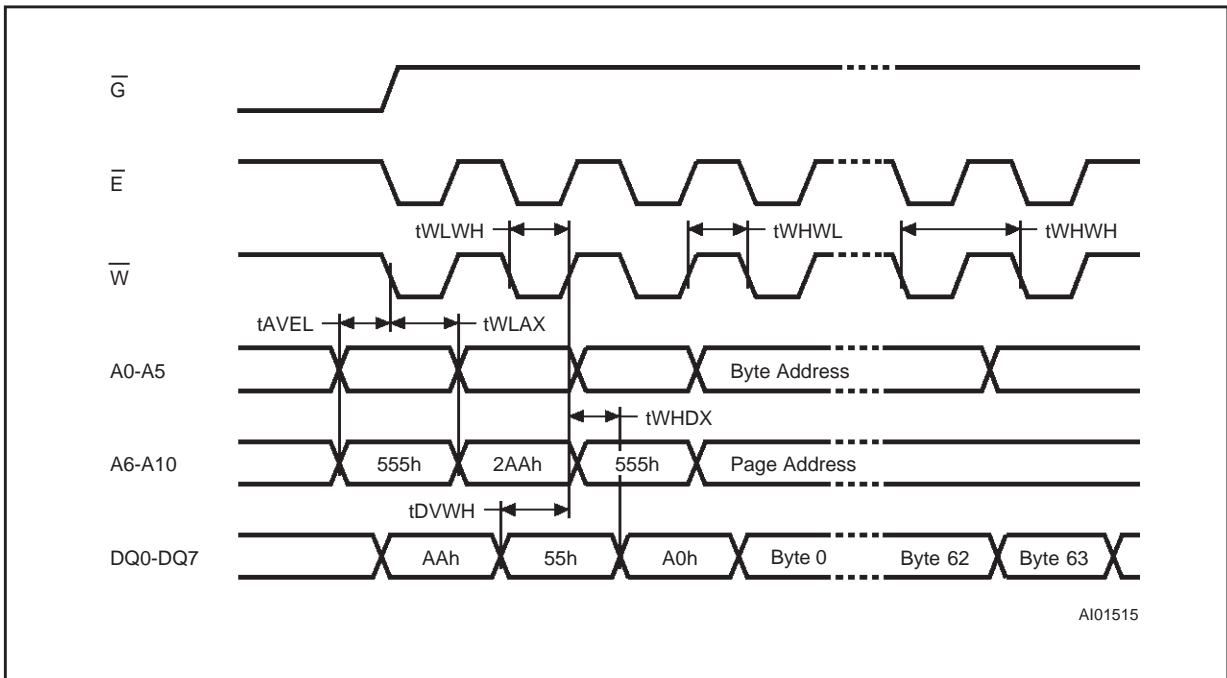 G̅
E̅
tWLWH tWHWL tWHWH
W̅
tAVEL tWLAX
A0-A5 Byte Address
tWHDX
A6-A10 555h 2AAh 555h Page Address
tDVWH
DQ0-DQ7 AAh 55h A0h Byte 0 Byte 62 Byte 63
AI01515